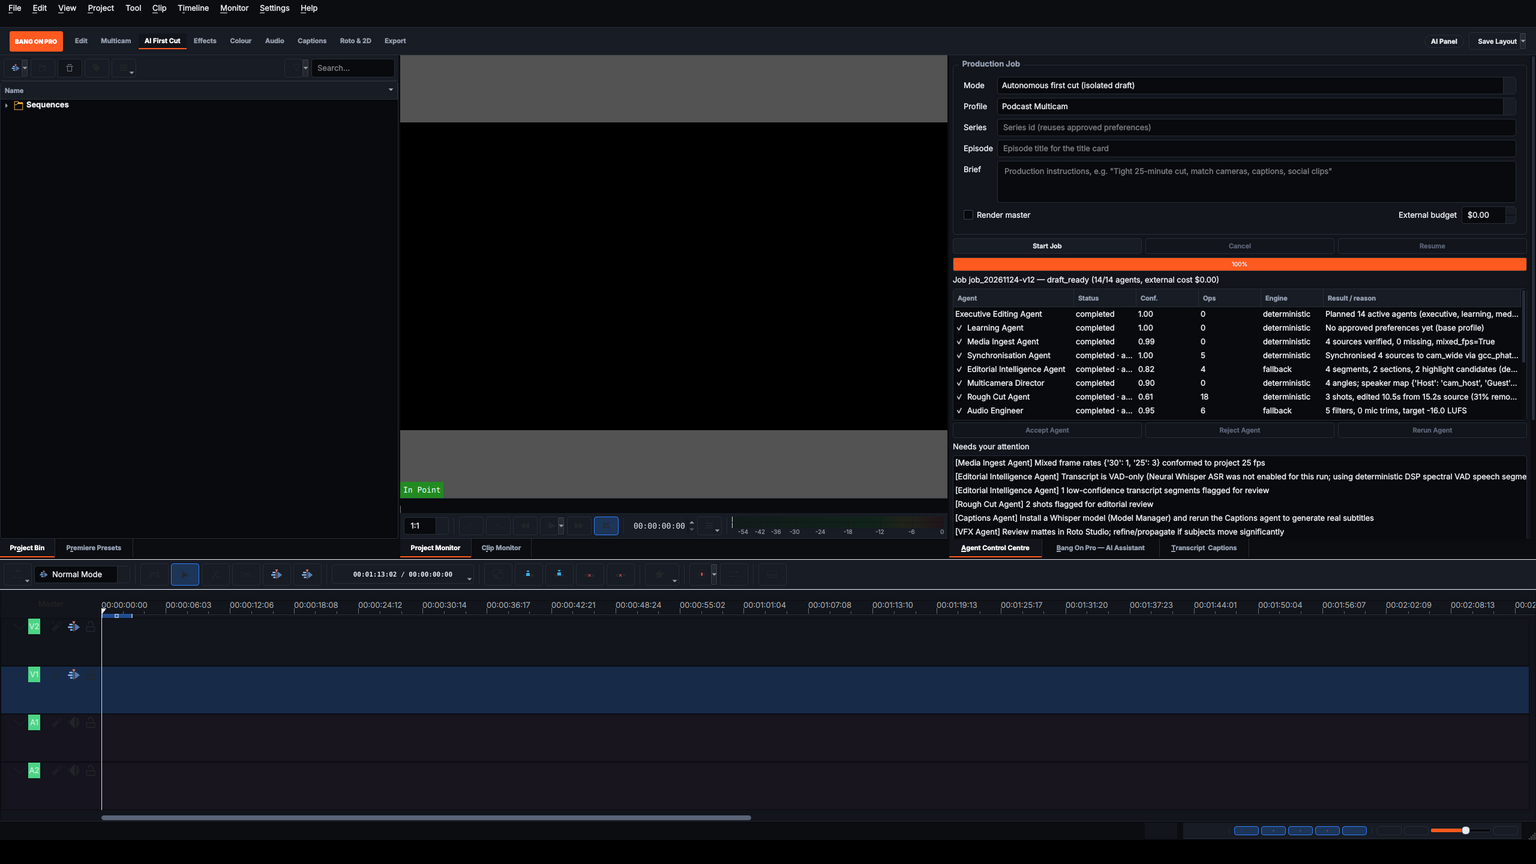 File Edit View Project Tool Clip Timeline Monitor Settings Help
BANG ON PRO Edit Multicam AI First Cut Effects Colour Audio Captions Roto & 2D Export AI Panel Save Layout
Search...
Name
Sequences
Project Bin Premiere Presets
In Point
1:1 00:00:00:00 -54 -42 -36 -30 -24 -18 -12 -6 0
Project Monitor Clip Monitor
Production Job
Mode Autonomous first cut (isolated draft)
Profile Podcast Multicam
Series Series id (reuses approved preferences)
Episode Episode title for the title card
Brief Production instructions, e.g. "Tight 25-minute cut, match cameras, captions, social clips"
Render master External budget $0.00
Start Job Cancel Resume
100%
Job job_20261124-v12 — draft_ready (14/14 agents, external cost $0.00)
Agent Status Conf. Ops Engine Result / reason
Executive Editing Agent completed 1.00 0 deterministic Planned 14 active agents (executive, learning, med...
✓ Learning Agent completed 1.00 0 deterministic No approved preferences yet (base profile)
✓ Media Ingest Agent completed 0.99 0 deterministic 4 sources verified, 0 missing, mixed_fps=True
✓ Synchronisation Agent completed · a... 1.00 5 deterministic Synchronised 4 sources to cam_wide via gcc_phat...
✓ Editorial Intelligence Agent completed · a... 0.82 4 fallback 4 segments, 2 sections, 2 highlight candidates (de...
✓ Multicamera Director completed 0.90 0 deterministic 4 angles; speaker map {'Host': 'cam_host', 'Guest'...
✓ Rough Cut Agent completed · a... 0.61 18 deterministic 3 shots, edited 10.5s from 15.2s source (31% remo...
✓ Audio Engineer completed · a... 0.95 6 fallback 5 filters, 0 mic trims, target -16.0 LUFS
Accept Agent Reject Agent Rerun Agent
Needs your attention
[Media Ingest Agent] Mixed frame rates {'30': 1, '25': 3} conformed to project 25 fps
[Editorial Intelligence Agent] Transcript is VAD-only (Neural Whisper ASR was not enabled for this run; using deterministic DSP spectral VAD speech segme
[Editorial Intelligence Agent] 1 low-confidence transcript segments flagged for review
[Rough Cut Agent] 2 shots flagged for editorial review
[Captions Agent] Install a Whisper model (Model Manager) and rerun the Captions agent to generate real subtitles
[VFX Agent] Review mattes in Roto Studio; refine/propagate if subjects move significantly
Agent Control Centre Bang On Pro — AI Assistant Transcript Captions
Normal Mode 00:01:13:02 / 00:00:00:00
Master 00:00:00:00 00:00:06:03 00:00:12:06 00:00:18:08 00:00:24:12 00:00:30:14 00:00:36:17 00:00:42:21 00:00:48:24 00:00:55:02 00:01:01:04 00:01:07:08 00:01:13:10 00:01:19:13 00:01:25:17 00:01:31:20 00:01:37:23 00:01:44:01 00:01:50:04 00:01:56:07 00:02:02:09 00:02:08:13 00:02
V2
V1
A1
A2